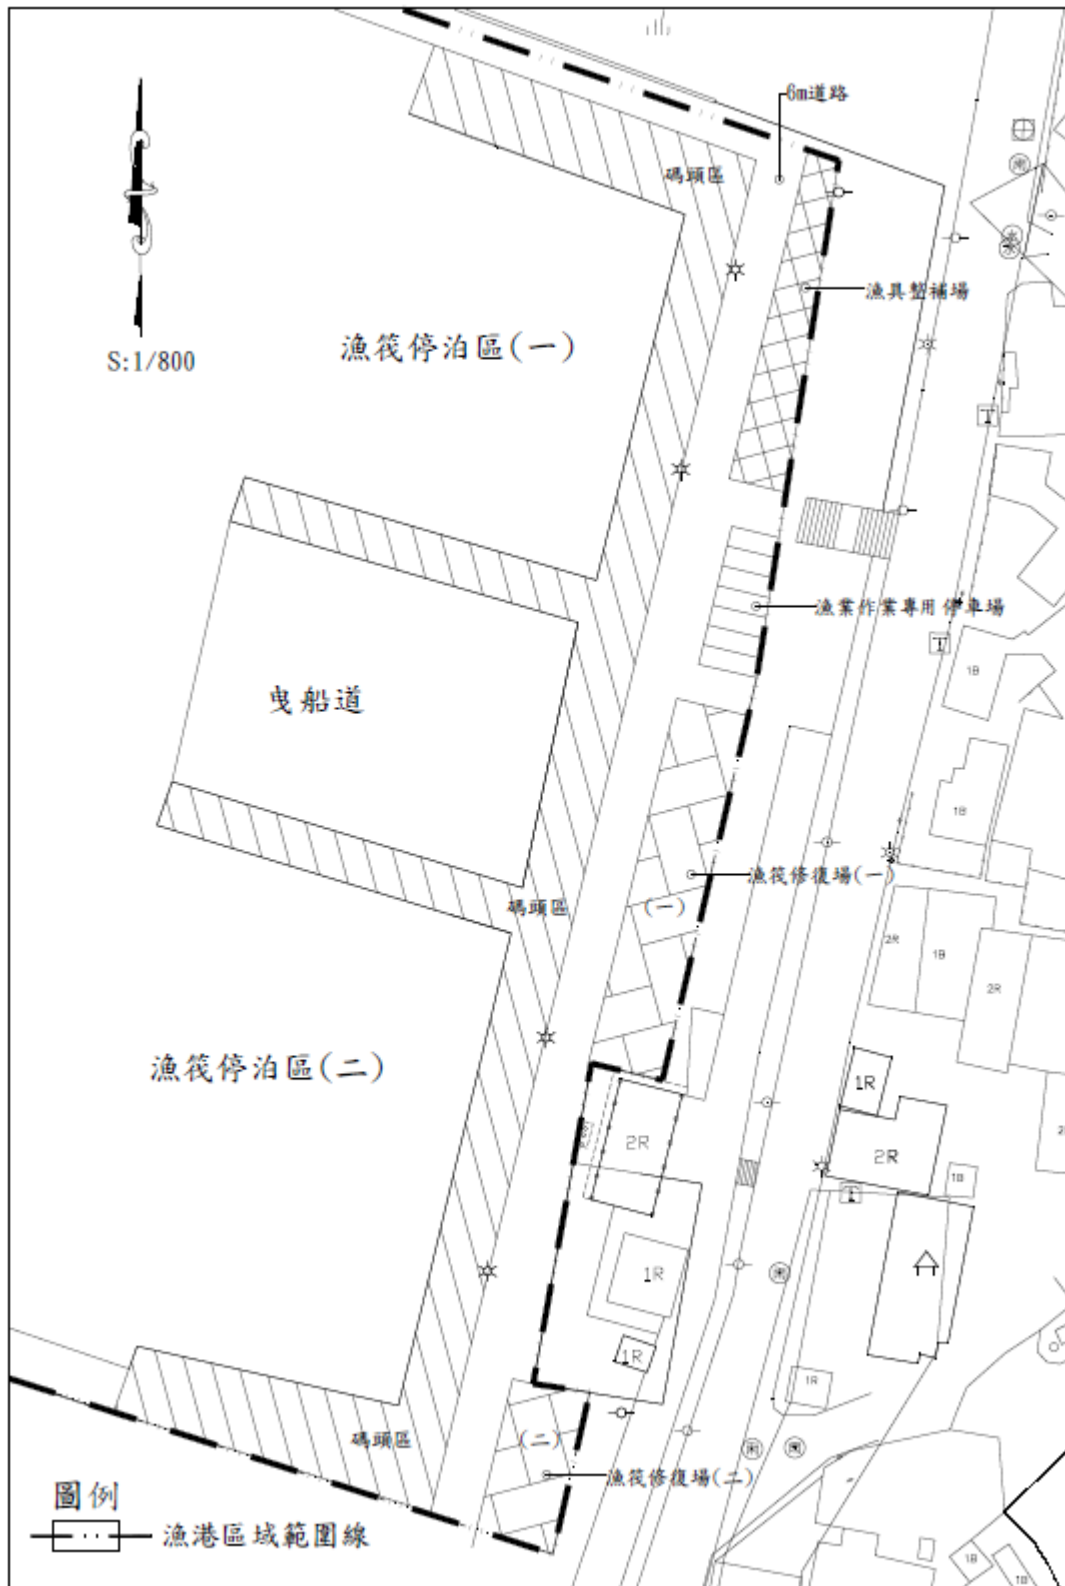 6m道路
碼頭區
漁具整補場
S:1/800
漁筏停泊區(一)
漁業作業專用停車場
曳船道
1B
1B
漁筏修復場(一)
碼頭區
(一)
2R
1B
2R
漁筏停泊區(二)
1R
2R
2R
1B
1R
1R
1R
(二)
碼頭區
漁筏修復場(二)
圖例
漁港區域範圍線
1B
1B